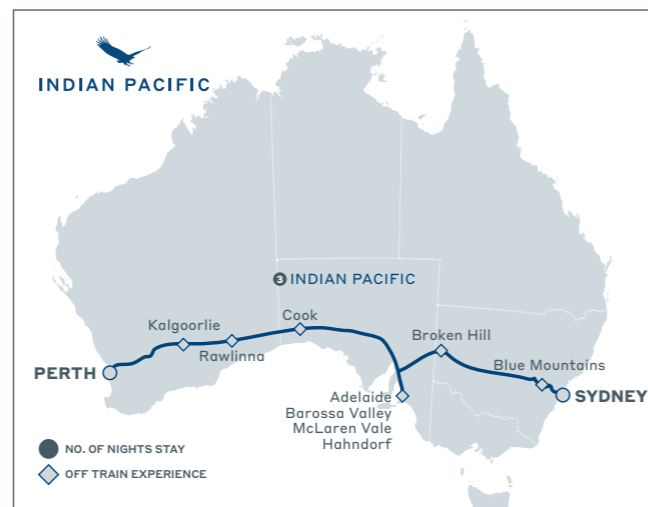 INDIAN PACIFIC
3 INDIAN PACIFIC
Cook
Kalgoorlie
Rawlinna
Broken Hill
Blue Mountains
PERTH
SYDNEY
Adelaide
Barossa Valley
McLaren Vale
Hahndorf
NO. OF NIGHTS STAY
OFF TRAIN EXPERIENCE